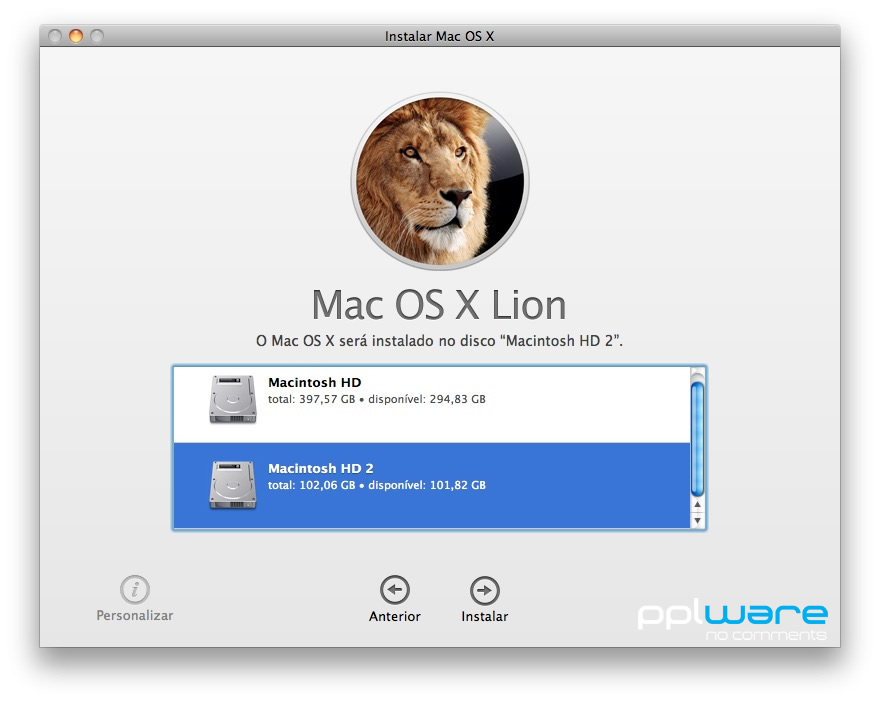 Instalar Mac OS X
Mac OS X Lion
O Mac OS X será instalado no disco “Macintosh HD 2”.
Macintosh HD
total: 397,57 GB • disponível: 294,83 GB
Macintosh HD 2
total: 102,06 GB • disponível: 101,82 GB
Personalizar
Anterior
Instalar
pplware
no comments